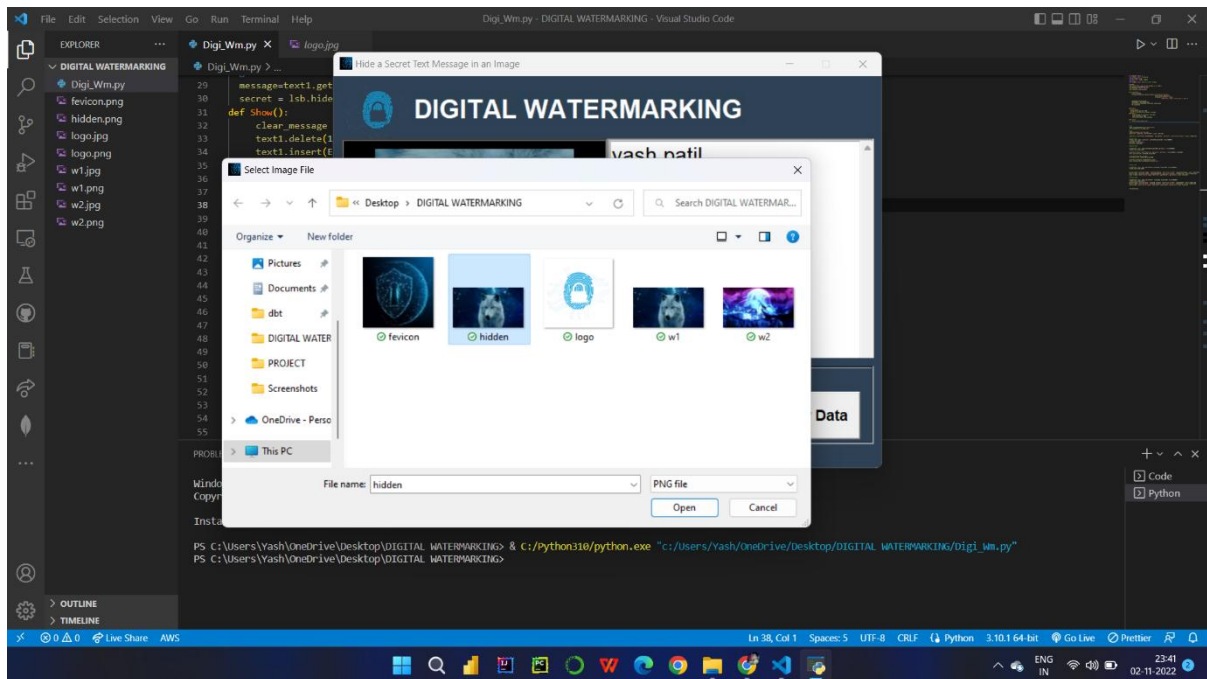 File Edit Selection View Go Run Terminal Help
Digi_Wm.py - DIGITAL WATERMARKING - Visual Studio Code
EXPLORER
Digi_Wm.py
logo.jpg
DIGITAL WATERMARKING
Digi_Wm.py > ...
Digi_Wm.py
fevicon.png
hidden.png
logo.jpg
logo.png
w1.jpg
w1.png
w2.jpg
w2.png
29 message=text1.get
30 secret = lsb.hide
31 def Show():
32 clear_message
33 text1.delete(1
34 text1.insert(E
35
36
37
38
39
40
41
42
43
44
45
46
47
48
49
50
51
52
53
54
55
Hide a Secret Text Message in an Image
DIGITAL WATERMARKING
yash patil
Data
Select Image File
« Desktop > DIGITAL WATERMARKING
Search DIGITAL WATERMAR...
Organize
New folder
Pictures
Documents
dbt
DIGITAL WATER
PROJECT
Screenshots
OneDrive - Perso
This PC
fevicon
hidden
logo
w1
w2
File name: hidden
PNG file
Open
Cancel
PROBL
Windo
Copyr
Insta
PS C:\Users\Yash\OneDrive\Desktop\DIGITAL WATERMARKING> & C:/Python310/python.exe "c:/Users/Yash/OneDrive/Desktop/DIGITAL WATERMARKING/Digi_Wm.py"
PS C:\Users\Yash\OneDrive\Desktop\DIGITAL WATERMARKING>
Code
Python
OUTLINE
TIMELINE
0 0 Live Share AWS
Ln 38, Col 1 Spaces: 5 UTF-8 CRLF Python 3.10.1 64-bit Go Live Prettier
ENG
IN
23:41
02-11-2022
2